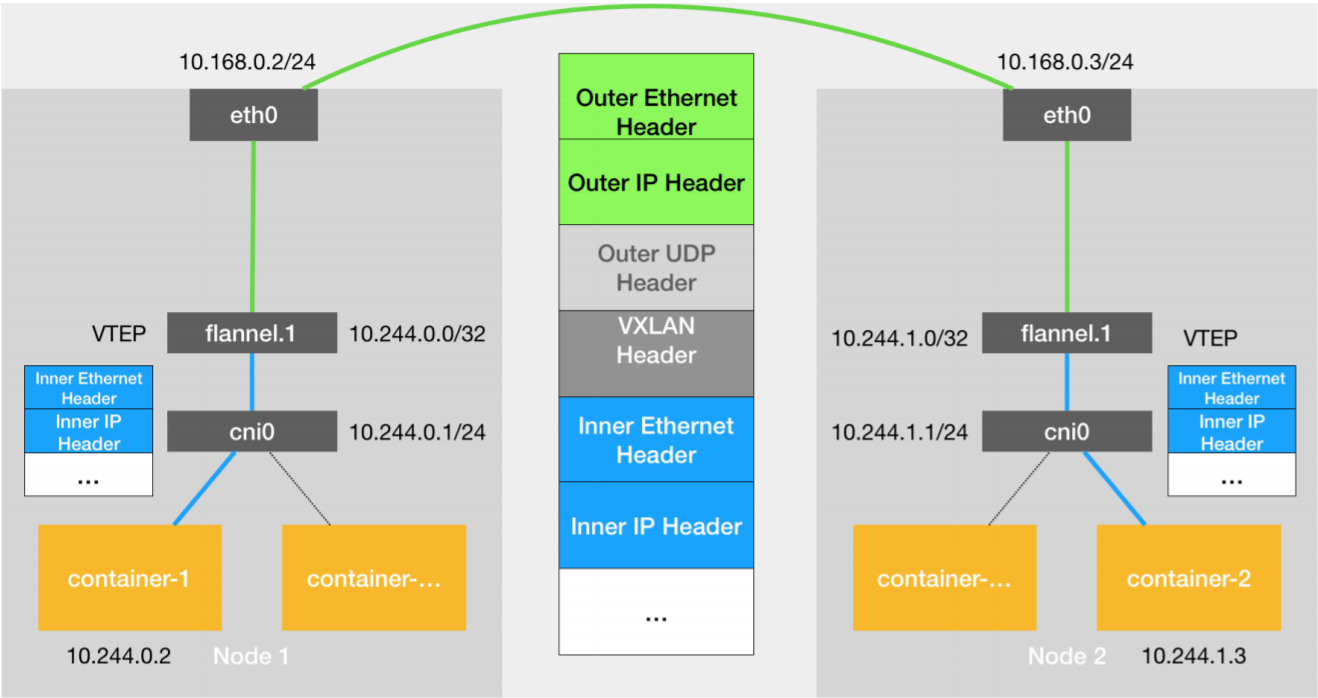 10.168.0.2/24
eth0
VTEP
flannel.1
10.244.0.0/32
Inner Ethernet
Header
Inner IP
Header
...
cni0
10.244.0.1/24
container-1
container-...
10.244.0.2
Node 1
Outer Ethernet
Header
Outer IP Header
Outer UDP
Header
VXLAN
Header
Inner Ethernet
Header
Inner IP Header
...
10.168.0.3/24
eth0
10.244.1.0/32
flannel.1
VTEP
10.244.1.1/24
cni0
Inner Ethernet
Header
Inner IP
Header
...
container-...
container-2
Node 2
10.244.1.3